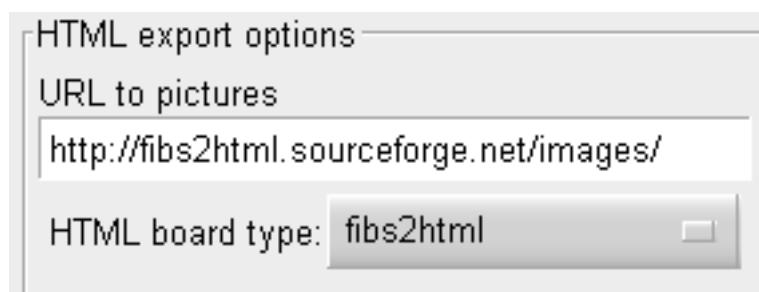 HTML export options
URL to pictures
http://fibs2html.sourceforge.net/images/
HTML board type: fibs2html